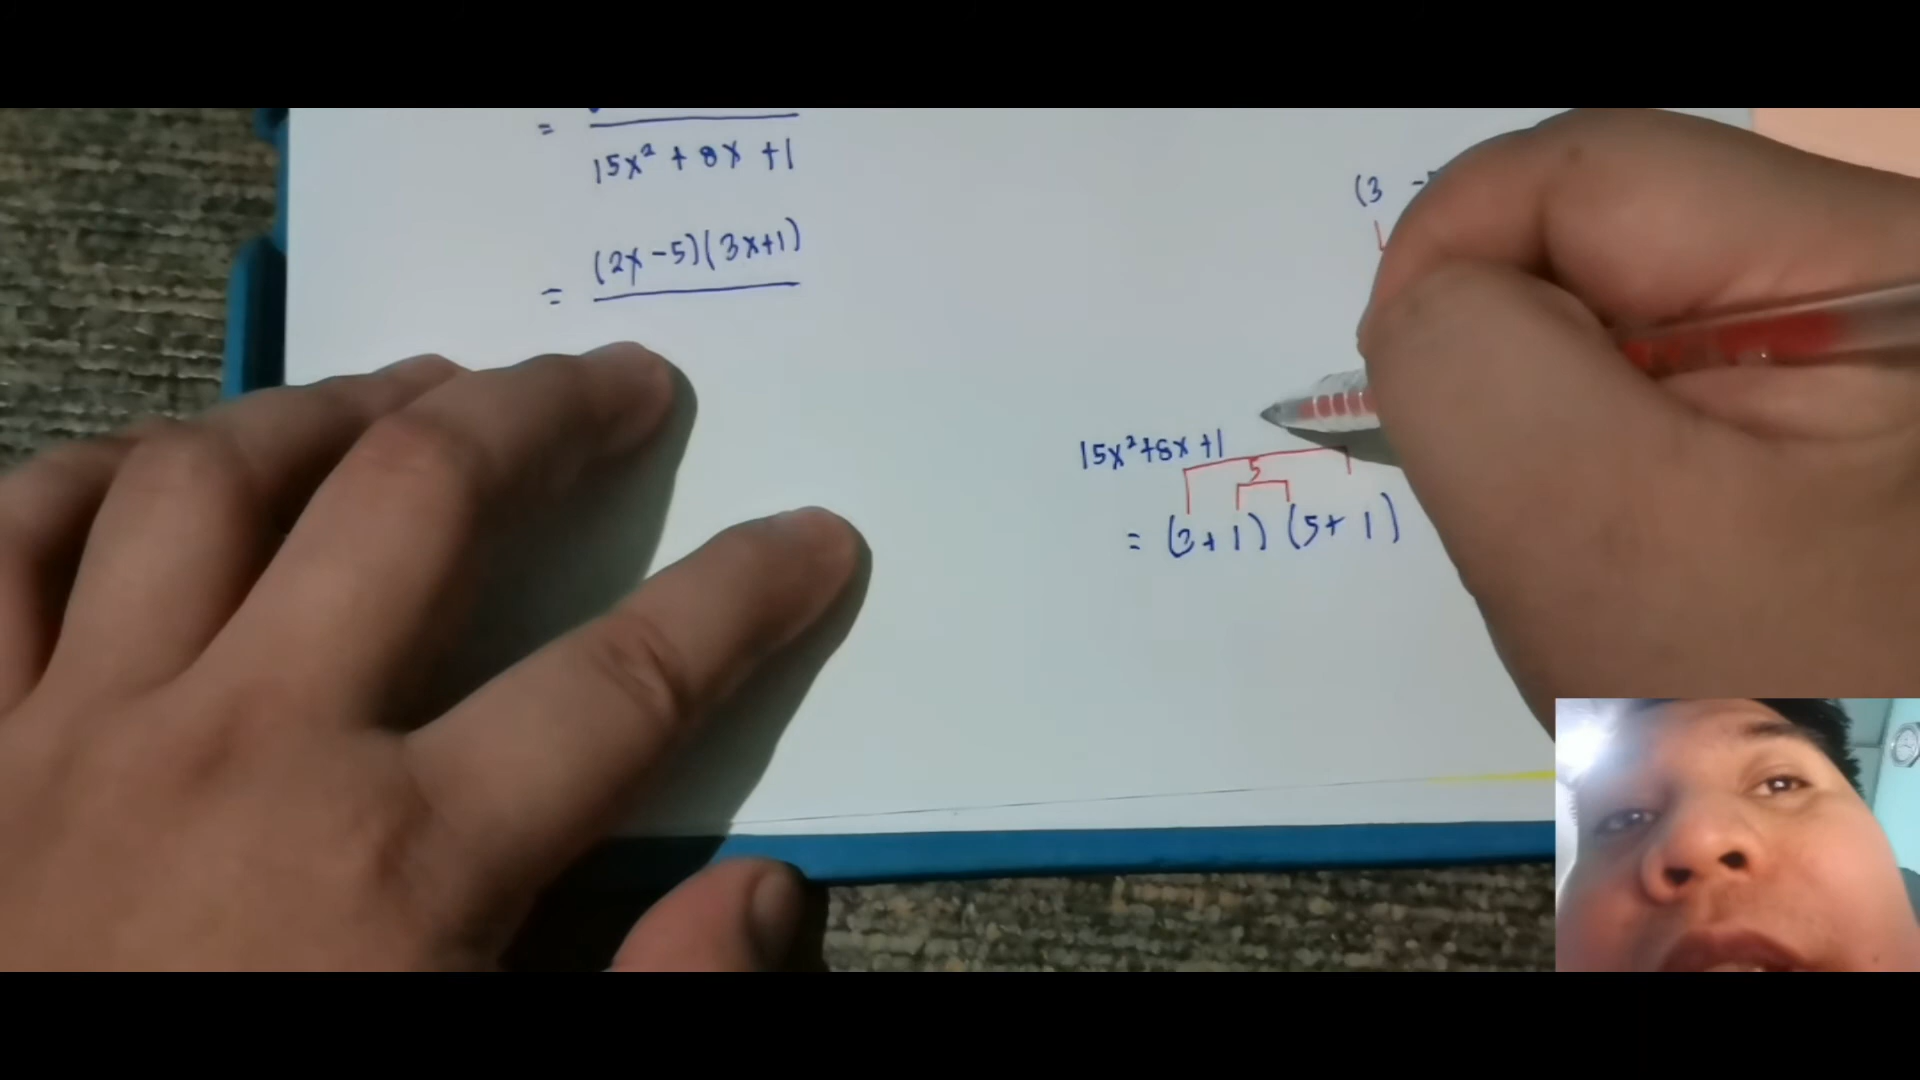 =
15x² + 8x + 1
(2x - 5)(3x + 1)
=
(3 -
15x² + 8x + 1
5
= (3 + 1) (5 + 1)